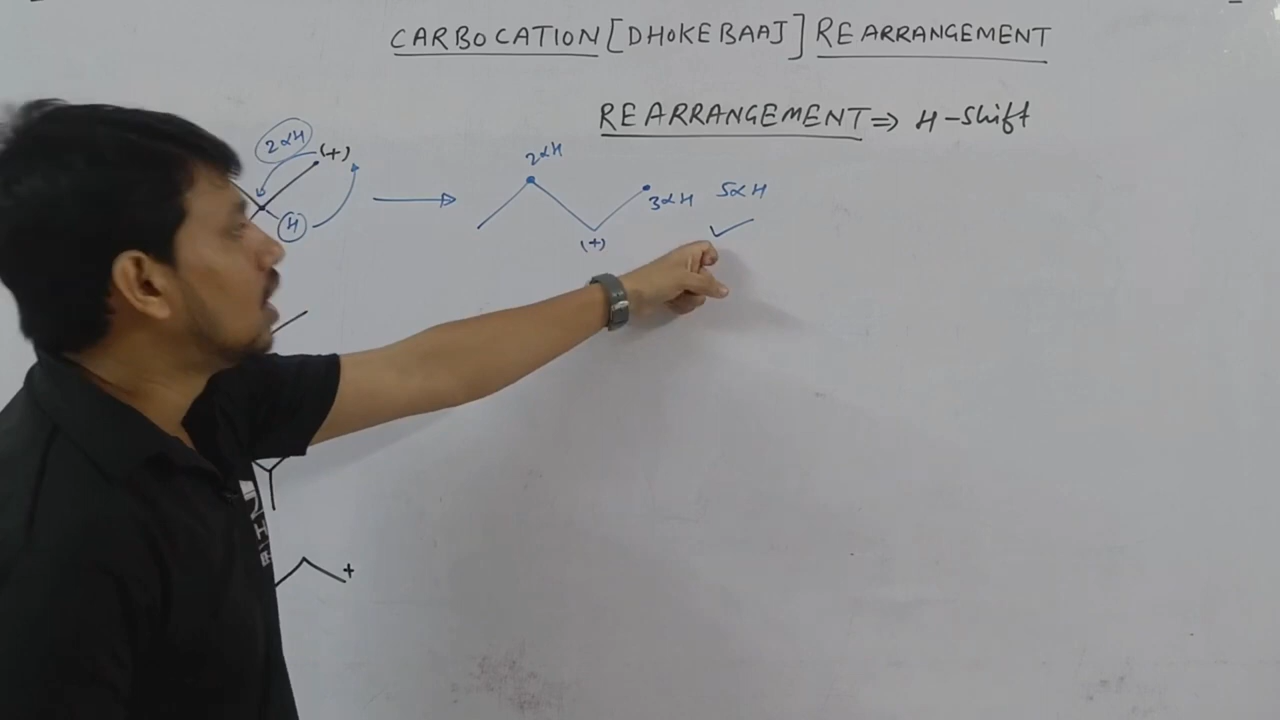 CARBOCATION [DHOKEBAAJ] REARRANGEMENT
REARRANGEMENT ⇒ H-Shift
2αH (+)
H
2αH
(+)
3αH 5αH
+